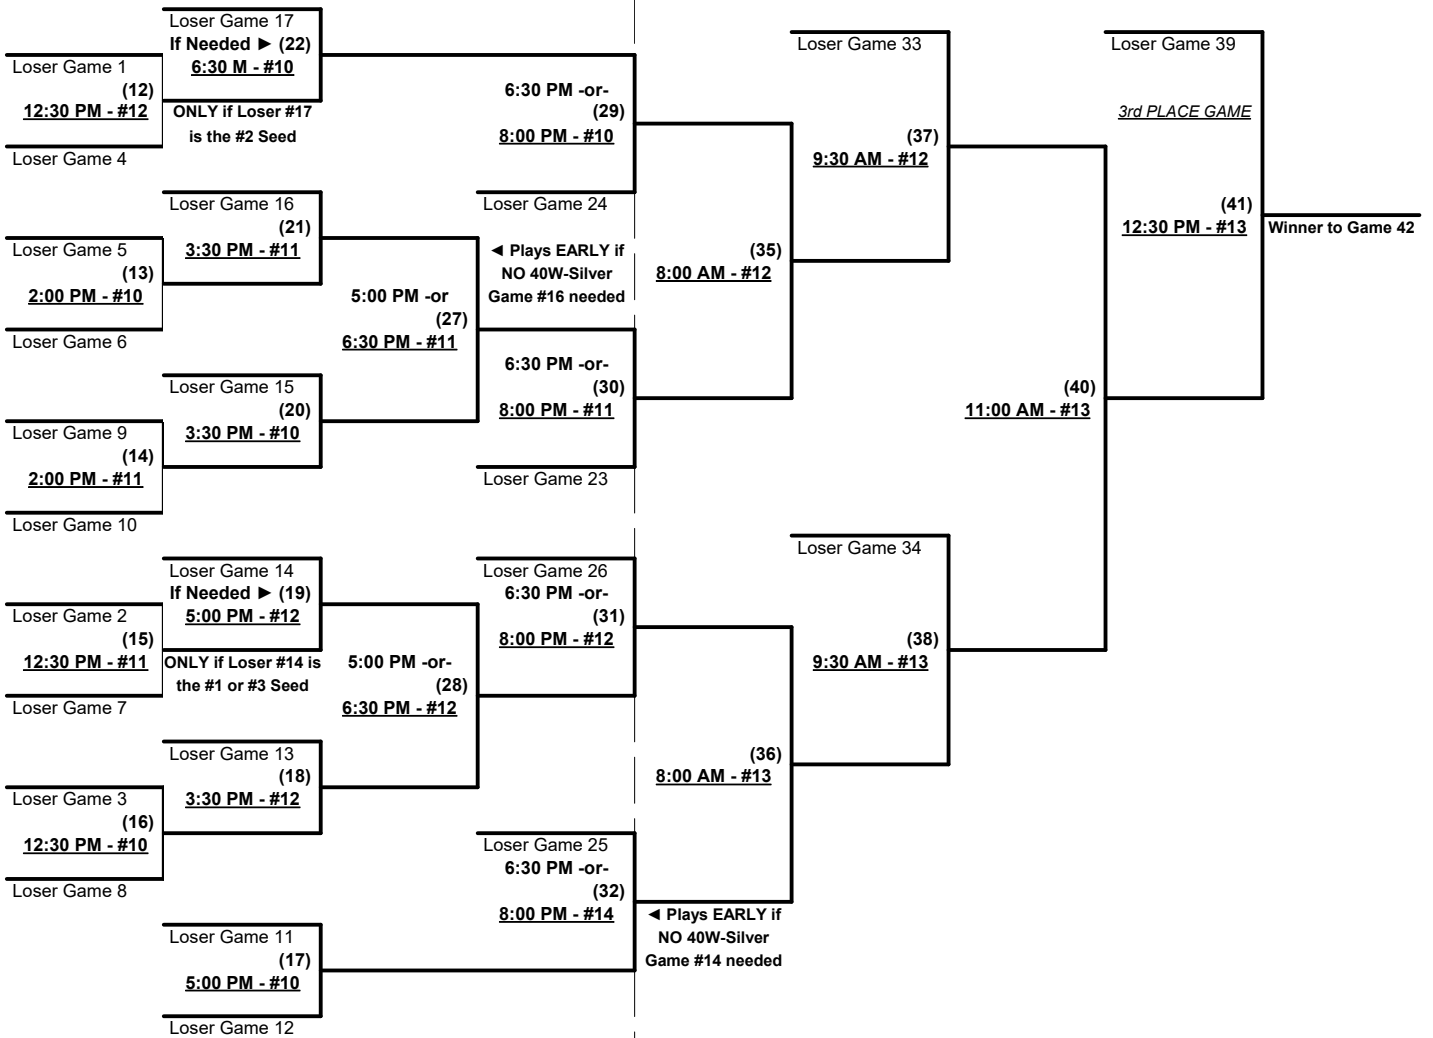 Loser Game 17
If Needed ► (22)
6:30 M - #10
ONLY if Loser #17
is the #2 Seed
Loser Game 1
(12)
12:30 PM - #12
Loser Game 4
Loser Game 16
(21)
3:30 PM - #11
Loser Game 5
(13)
2:00 PM - #10
Loser Game 6
Loser Game 15
(20)
3:30 PM - #10
Loser Game 9
(14)
2:00 PM - #11
Loser Game 10
Loser Game 14
If Needed ► (19)
5:00 PM - #12
ONLY if Loser #14 is
the #1 or #3 Seed
Loser Game 2
(15)
12:30 PM - #11
Loser Game 7
Loser Game 13
(18)
3:30 PM - #12
Loser Game 3
(16)
12:30 PM - #10
Loser Game 8
Loser Game 11
(17)
5:00 PM - #10
Loser Game 12
5:00 PM -or
(27)
6:30 PM - #11
5:00 PM -or-
(28)
6:30 PM - #12
6:30 PM -or-
(29)
8:00 PM - #10
Loser Game 24
◄ Plays EARLY if
NO 40W-Silver
Game #16 needed
6:30 PM -or-
(30)
8:00 PM - #11
Loser Game 23
Loser Game 26
6:30 PM -or-
(31)
8:00 PM - #12
Loser Game 25
6:30 PM -or-
(32)
8:00 PM - #14
◄ Plays EARLY if
NO 40W-Silver
Game #14 needed
(35)
8:00 AM - #12
(36)
8:00 AM - #13
Loser Game 33
(37)
9:30 AM - #12
Loser Game 34
(38)
9:30 AM - #13
(40)
11:00 AM - #13
Loser Game 39
3rd PLACE GAME
(41)
12:30 PM - #13
Winner to Game 42